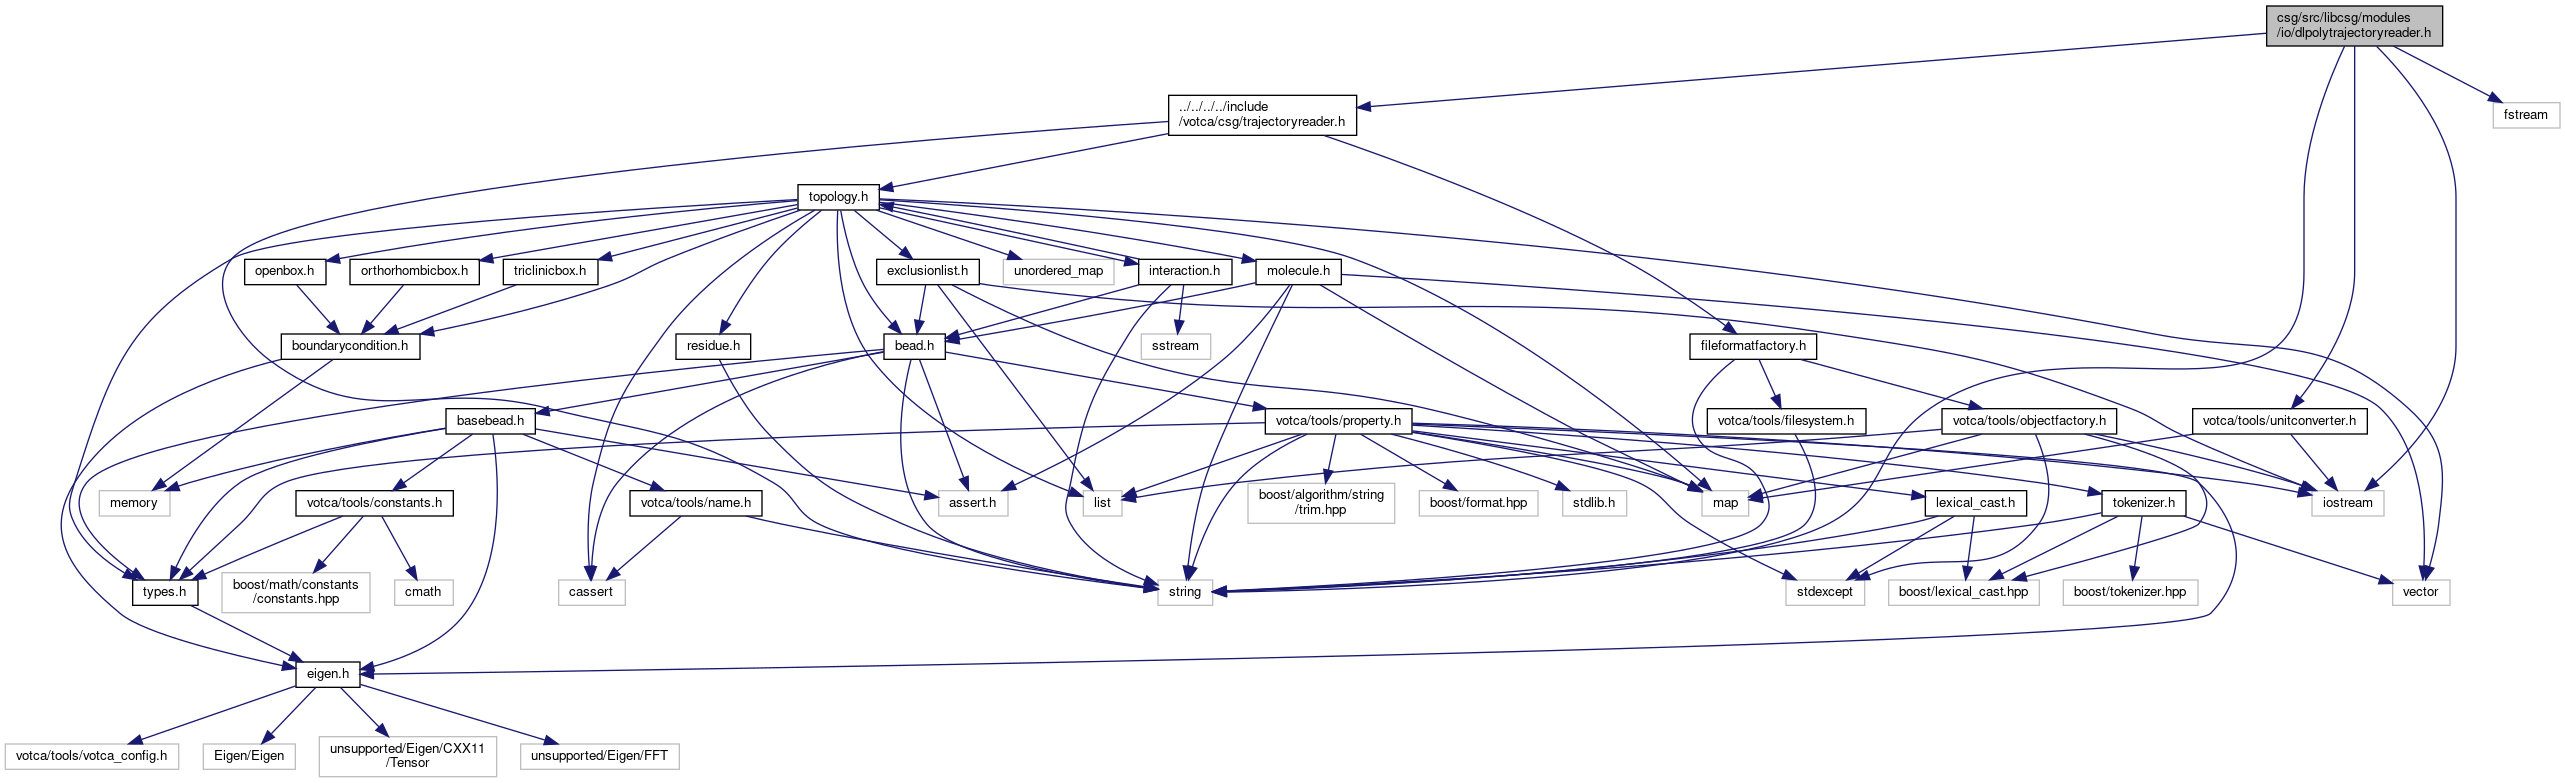 csg/src/libcsg/modules
/io/dlpolytrajectoryreader.h
../../../../include
/votca/csg/trajectoryreader.h
fstream
topology.h
openbox.h
orthorhombicbox.h
triclinicbox.h
exclusionlist.h
unordered_map
interaction.h
molecule.h
boundarycondition.h
residue.h
bead.h
sstream
fileformatfactory.h
basebead.h
votca/tools/property.h
votca/tools/filesystem.h
votca/tools/objectfactory.h
votca/tools/unitconverter.h
memory
votca/tools/constants.h
votca/tools/name.h
assert.h
list
boost/algorithm/string
/trim.hpp
boost/format.hpp
stdlib.h
map
lexical_cast.h
tokenizer.h
iostream
types.h
boost/math/constants
/constants.hpp
cmath
cassert
string
stdexcept
boost/lexical_cast.hpp
boost/tokenizer.hpp
vector
eigen.h
votca/tools/votca_config.h
Eigen/Eigen
unsupported/Eigen/CXX11
/Tensor
unsupported/Eigen/FFT